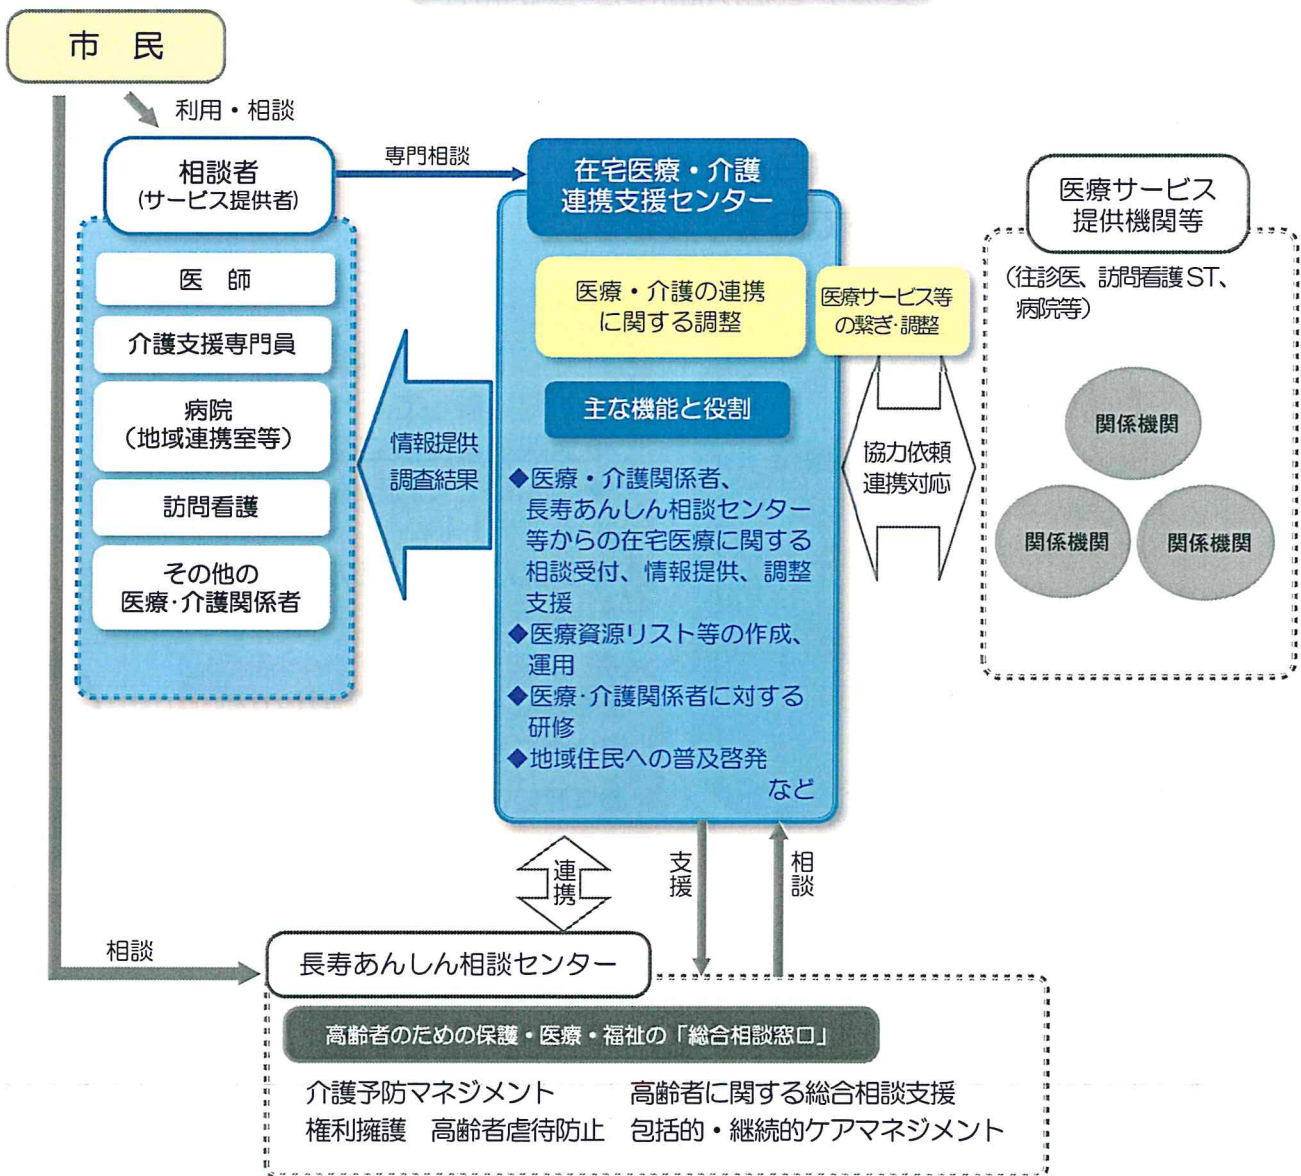 市 民
利用・相談
相談者
(サービス提供者)
専門相談
医 師
介護支援専門員
病院
（地域連携室等）
訪問看護
その他の
医療･介護関係者
情報提供
調査結果
在宅医療・介護
連携支援センター
医療・介護の連携
に関する調整
主な機能と役割
◆医療・介護関係者、
長寿あんしん相談センター
等からの在宅医療に関する
相談受付、情報提供、調整
支援
◆医療資源リスト等の作成、
運用
◆医療･介護関係者に対する
研修
◆地域住民への普及啓発
など
医療サービス等
の繋ぎ･調整
協力依頼
連携対応
医療サービス
提供機関等
（往診医、訪問看護ST、
病院等）
関係機関
関係機関
関係機関
連携
支援
相談
相談
長寿あんしん相談センター
高齢者のための保護・医療・福祉の「総合相談窓口」
介護予防マネジメント 高齢者に関する総合相談支援
権利擁護 高齢者虐待防止 包括的・継続的ケアマネジメント